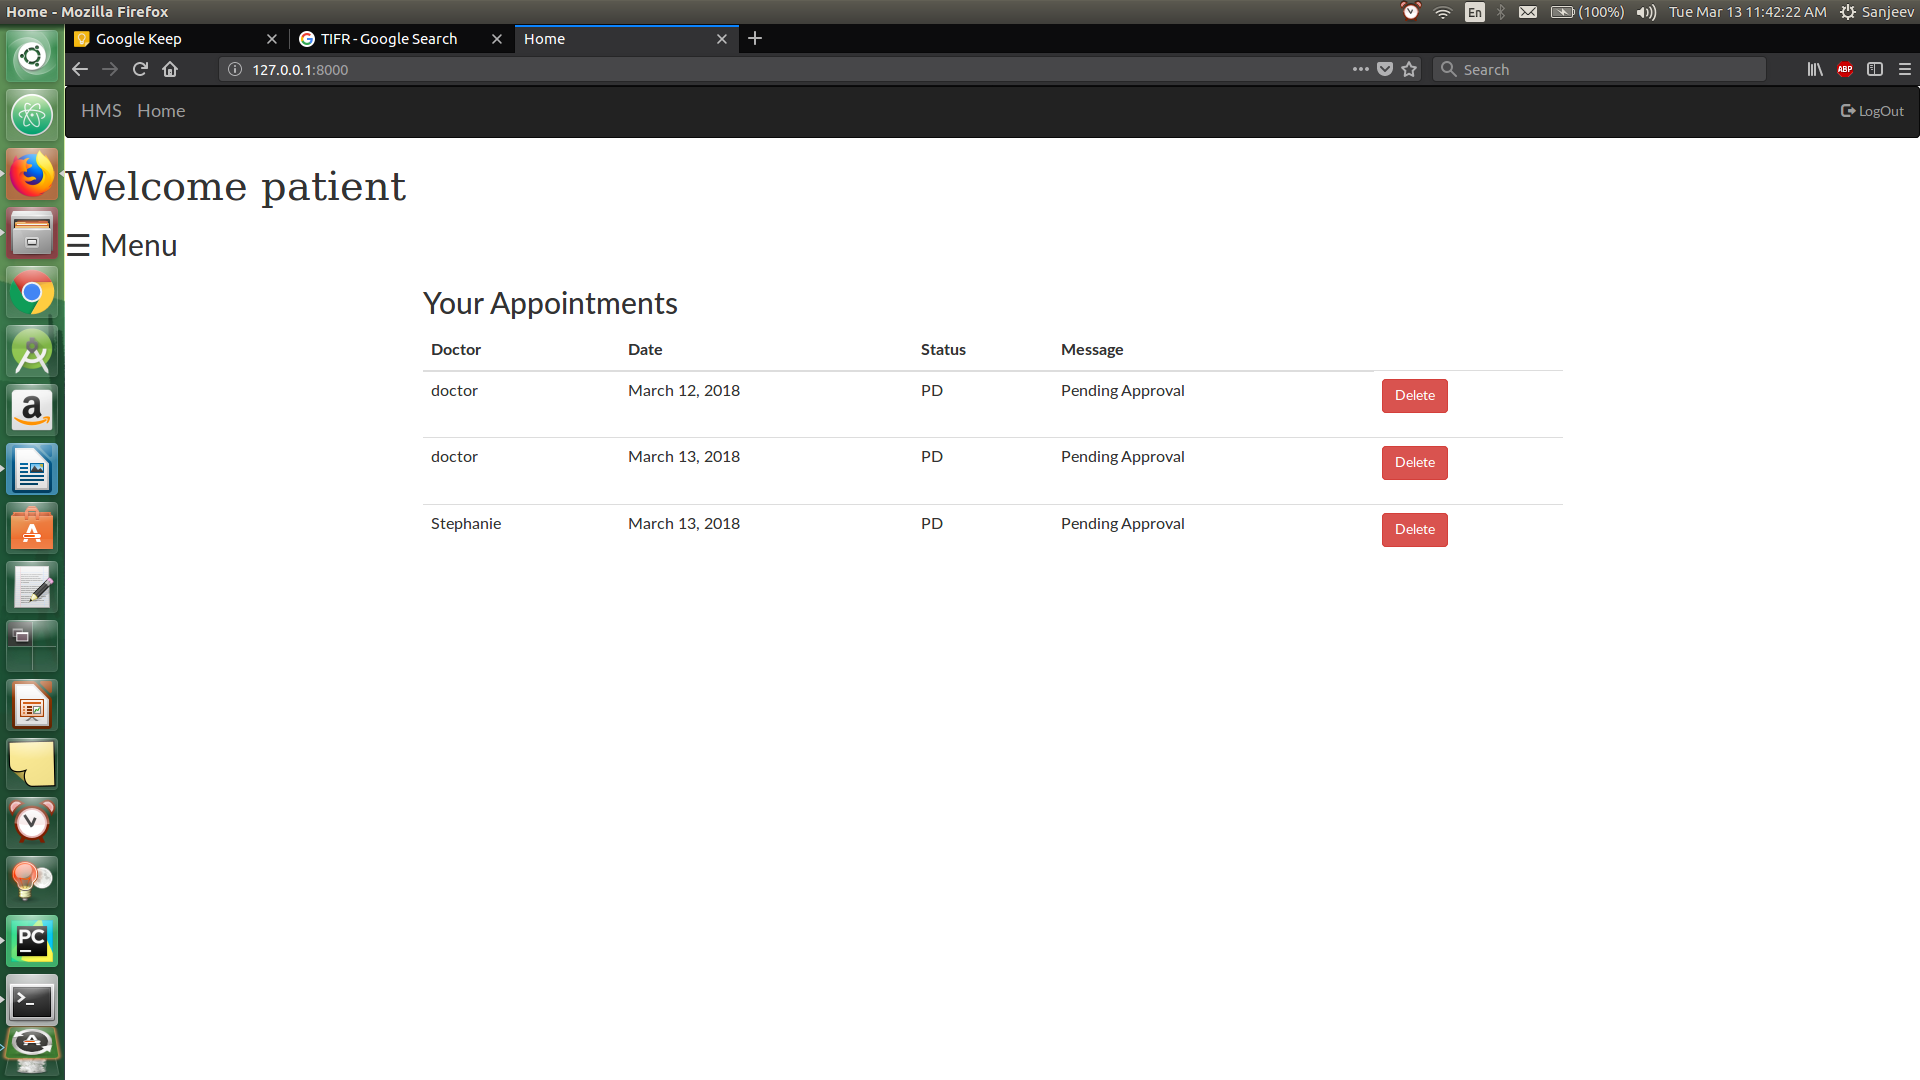 Home - Mozilla Firefox
En
(100%)
Tue Mar 13 11:42:22 AM
Sanjeev
Google Keep
TIFR - Google Search
Home
127.0.0.1:8000
Search
ABP
HMS
Home
LogOut
Welcome patient
☰ Menu
Your Appointments
Doctor Date Status Message
doctor March 12, 2018 PD Pending Approval Delete
doctor March 13, 2018 PD Pending Approval Delete
Stephanie March 13, 2018 PD Pending Approval Delete
a
A
PC
>_
A